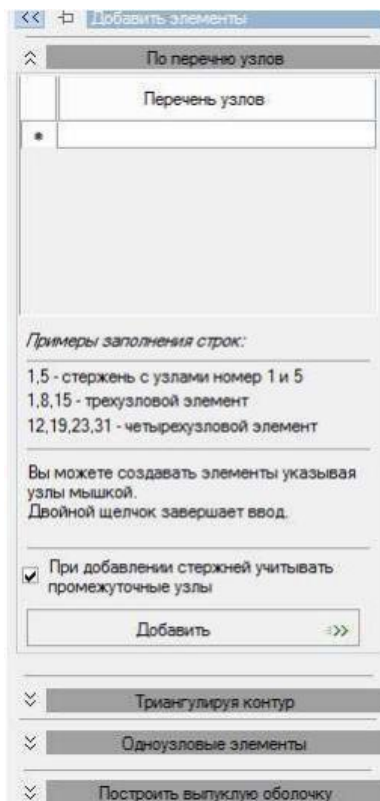 Добавить элементы
По перечню узлов
Перечень узлов
Примеры заполнения строк:
1,5 - стержень с узлами номер 1 и 5
1,8,15 - трехузловой элемент
12,19,23,31 - четырехузловой элемент
Вы можете создавать элементы указывая
узлы мышкой.
Двойной щелчок завершает ввод.
При добавлении стержней учитывать
промежуточные узлы
Добавить
Триангулируя контур
Одноузловые элементы
Построить выпуклую оболочку